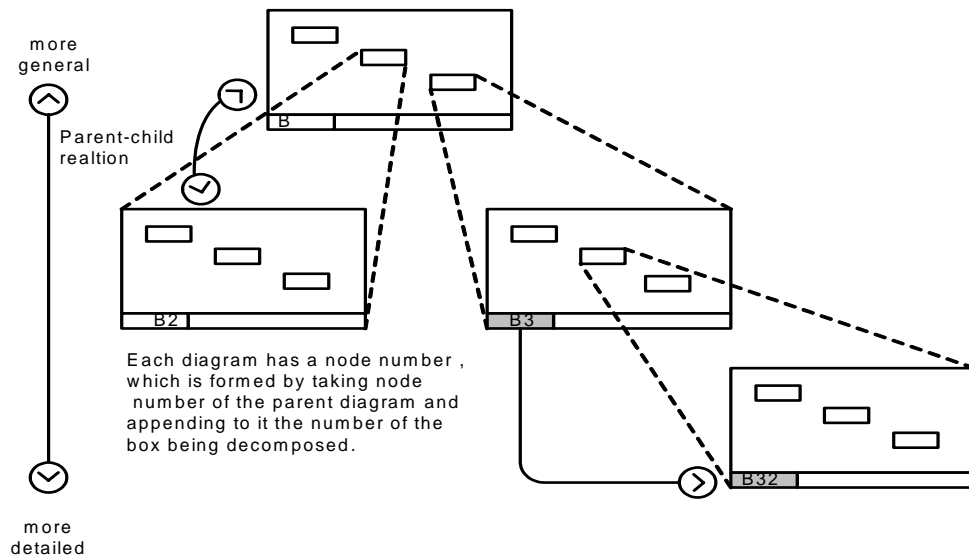 more
general
Parent-child
realtion
B
B2
B3
Each diagram has a node number ,
which is formed by taking node
number of the parent diagram and
appending to it the number of the
box being decomposed.
B32
more
detailed